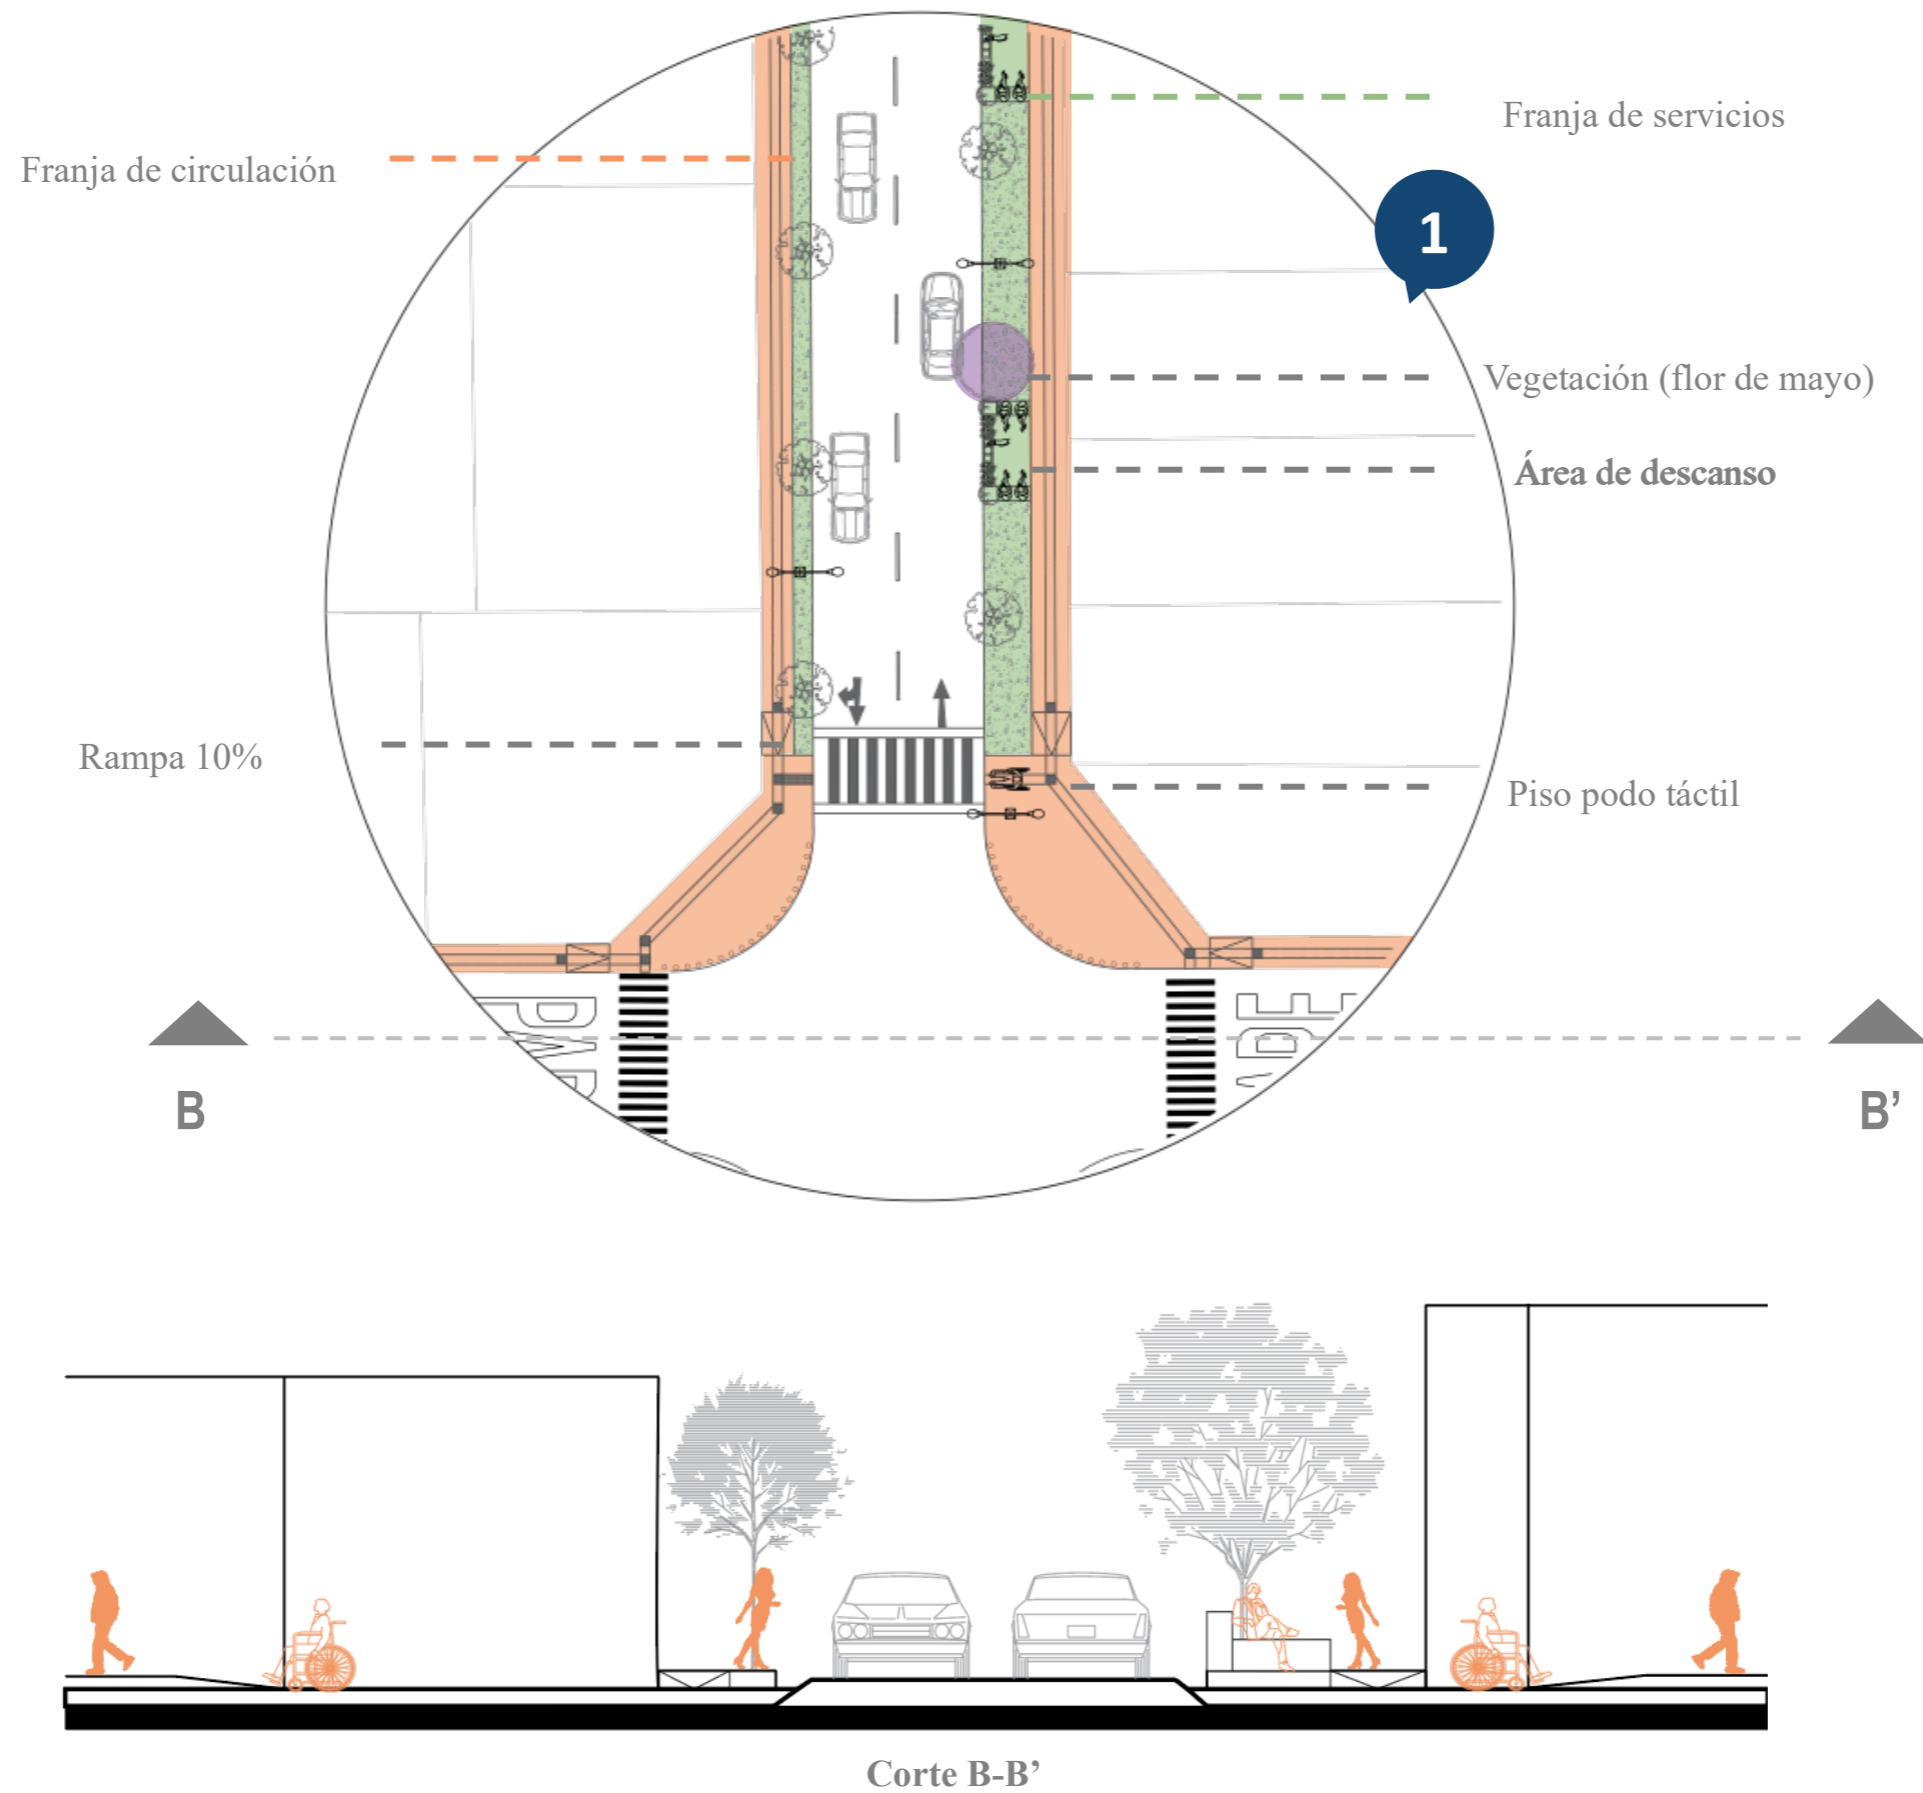 Franja de servicios
Franja de circulación
1
Vegetación (flor de mayo)
Área de descanso
Rampa 10%
Piso podo táctil
B
B’
Corte B-B’